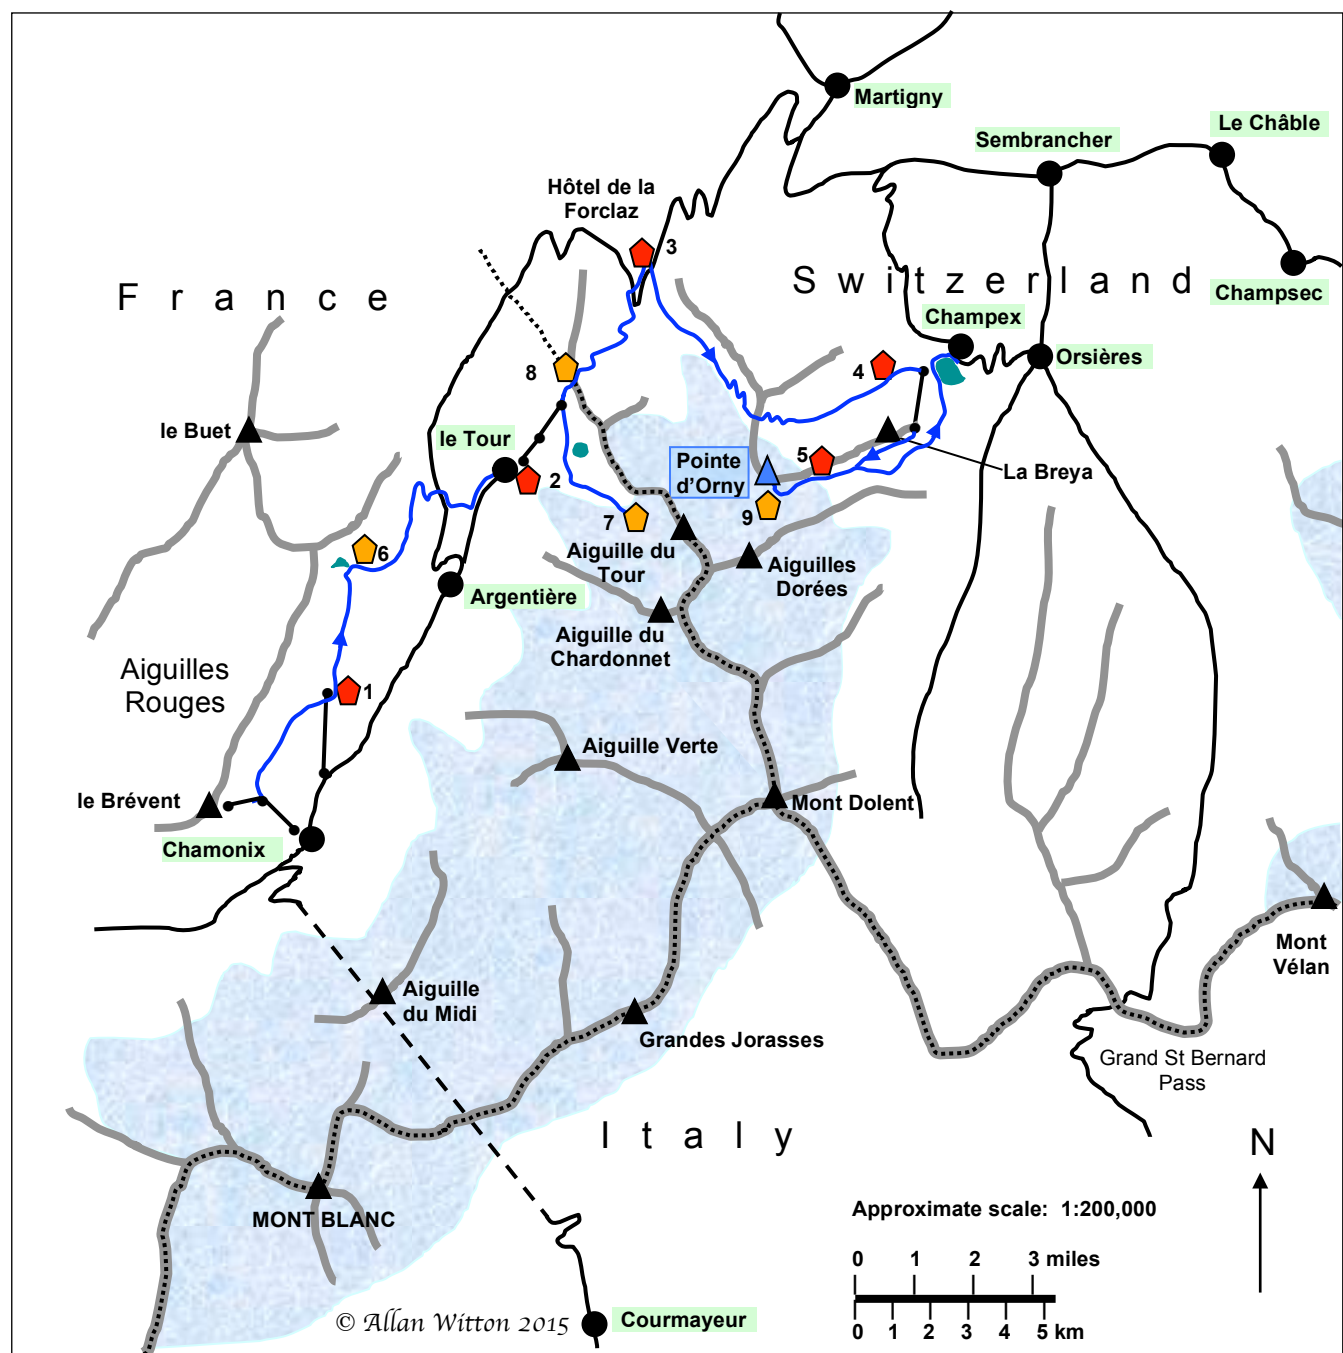 Martigny
Le Châble
Sembrancher
Hôtel de la
Forclaz
3
France
Switzerland
Champsec
Champex
Orsières
8
4
le Buet
le Tour
Pointe
d'Orny
5
La Breya
2
7
9
6
Aiguille du
Tour
Aiguilles
Dorées
Argentière
Aiguille du
Chardonnet
Aiguilles
Rouges
1
Aiguille Verte
le Brévent
Mont Dolent
Chamonix
Mont
Vélan
Aiguille
du Midi
Grandes Jorasses
Grand St Bernard
Pass
Italy
N
MONT BLANC
Approximate scale: 1:200,000
0 1 2 3 miles
0 1 2 3 4 5 km
© Allan Witton 2015
Courmayeur